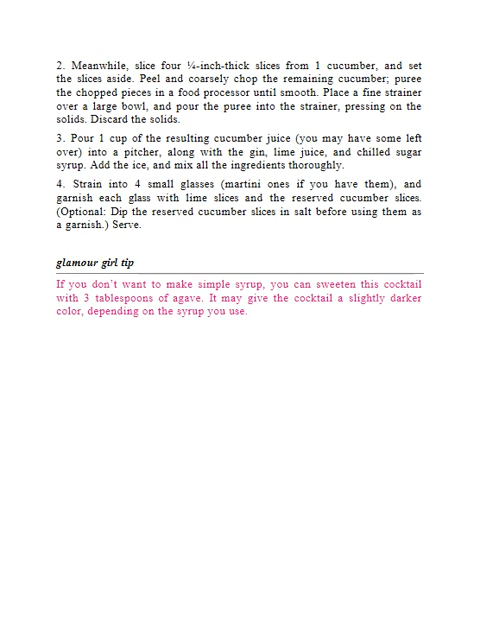 2. Meanwhile, slice four ¼-inch-thick slices from 1 cucumber, and set
the slices aside. Peel and coarsely chop the remaining cucumber; puree
the chopped pieces in a food processor until smooth. Place a fine strainer
over a large bowl, and pour the puree into the strainer, pressing on the
solids. Discard the solids.
3. Pour 1 cup of the resulting cucumber juice (you may have some left
over) into a pitcher, along with the gin, lime juice, and chilled sugar
syrup. Add the ice, and mix all the ingredients thoroughly.
4. Strain into 4 small glasses (martini ones if you have them), and
garnish each glass with lime slices and the reserved cucumber slices.
(Optional: Dip the reserved cucumber slices in salt before using them as
a garnish.) Serve.
glamour girl tip
If you don’t want to make simple syrup, you can sweeten this cocktail
with 3 tablespoons of agave. It may give the cocktail a slightly darker
color, depending on the syrup you use.